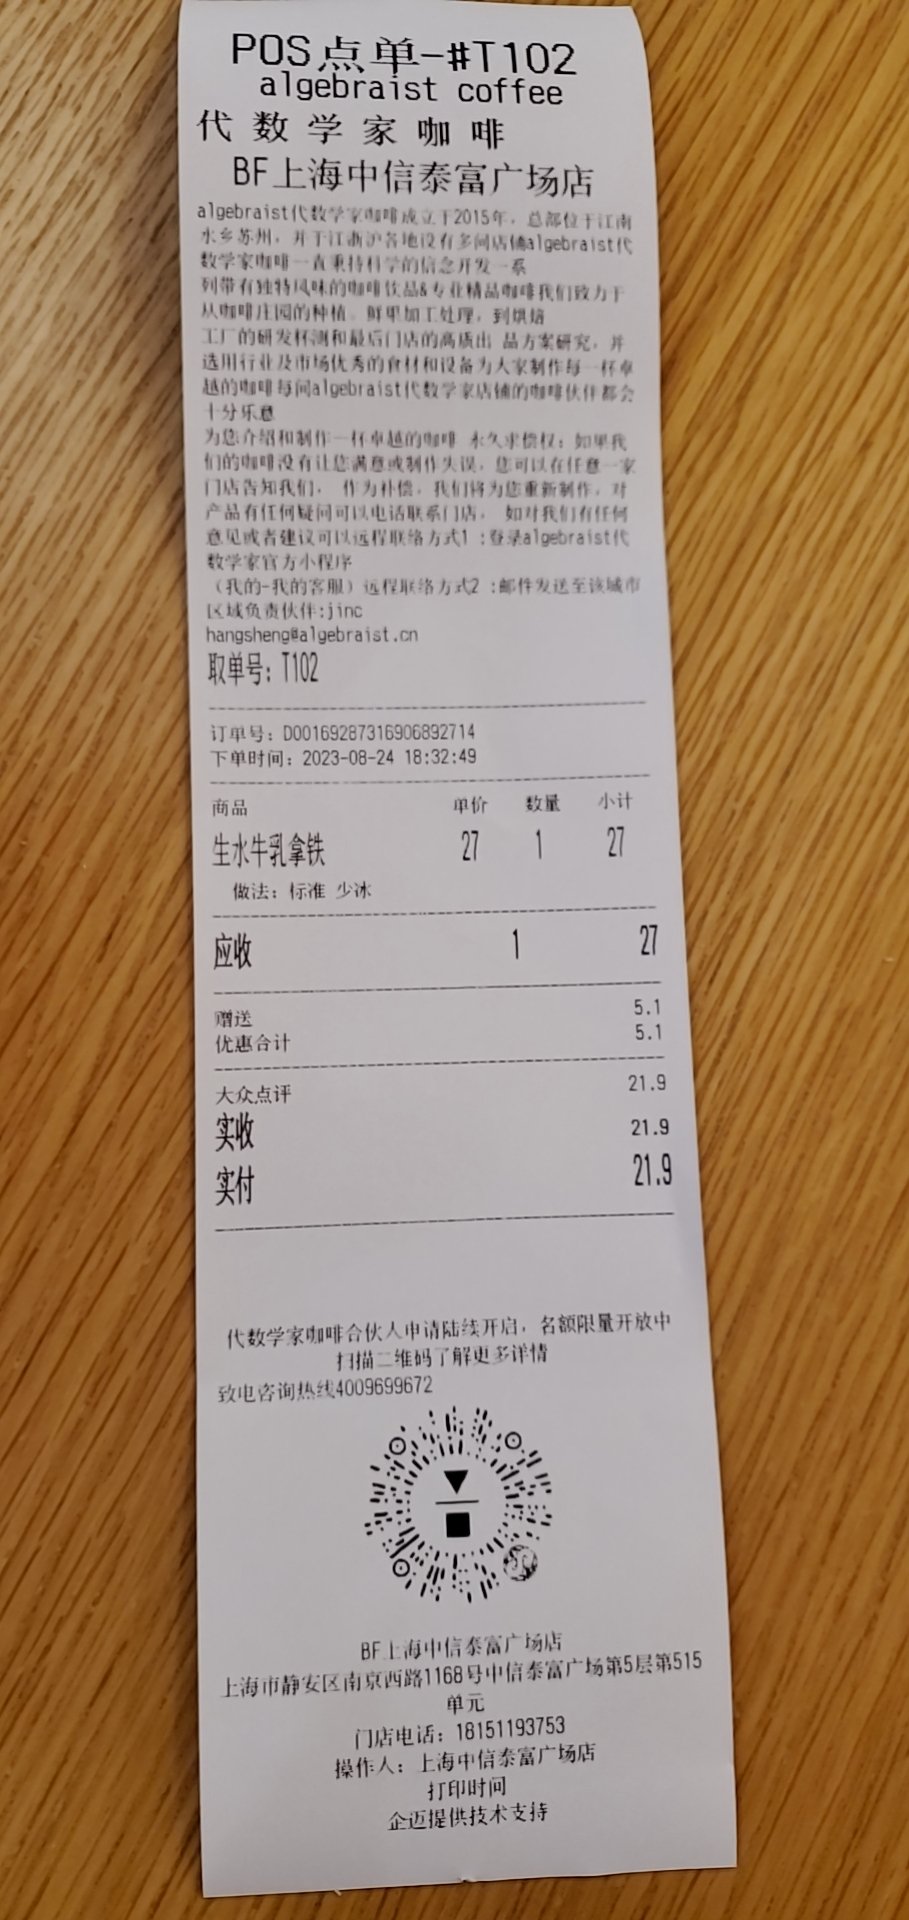 POS点单-#T102
algebraist coffee
代数学家咖啡
BF上海中信泰富广场店
algebraist代数学家咖啡成立于2015年，总部位于江南
水乡苏州，并于江浙沪各地设有多间店铺algebraist代
数学家咖啡一直秉持科学的信念开发一系
列带有独特风味的咖啡饮品&专业精品咖啡我们致力于
从咖啡庄园的种植 鲜果加工处理，到烘焙
工厂的研发杯测和最后门店的高质出 品方案研究，并
选用行业及市场优秀的食材和设备为大家制作每一杯卓
越的咖啡每间algebraist代数学家店铺的咖啡伙伴都会
十分乐意
为您介绍和制作一杯卓越的咖啡 永久求偿权：如果我
们的咖啡没有让您满意或制作失误，您可以在任意一家
门店告知我们， 作为补偿，我们将为您重新制作，对
产品有任何疑问可以电话联系门店， 如对我们有任何
意见或者建议可以远程联络方式1 :登录algebraist代
数学家官方小程序
（我的-我的客服）远程联络方式2 :邮件发送至该城市
区域负责伙伴:jinc
hangsheng@algebraist.cn
取单号：T102
订单号：D00169287316906892714
下单时间：2023-08-24 18:32:49
商品 单价 数量 小计
生水牛乳拿铁 27 1 27
做法：标准 少冰
应收 1 27
赠送 5.1
优惠合计 5.1
大众点评 21.9
实收 21.9
实付 21.9
代数学家咖啡合伙人申请陆续开启，名额限量开放中
扫描二维码了解更多详情
致电咨询热线4009699672
BF上海中信泰富广场店
上海市静安区南京西路1168号中信泰富广场第5层第515
单元
门店电话：18151193753
操作人：上海中信泰富广场店
打印时间
企迈提供技术支持